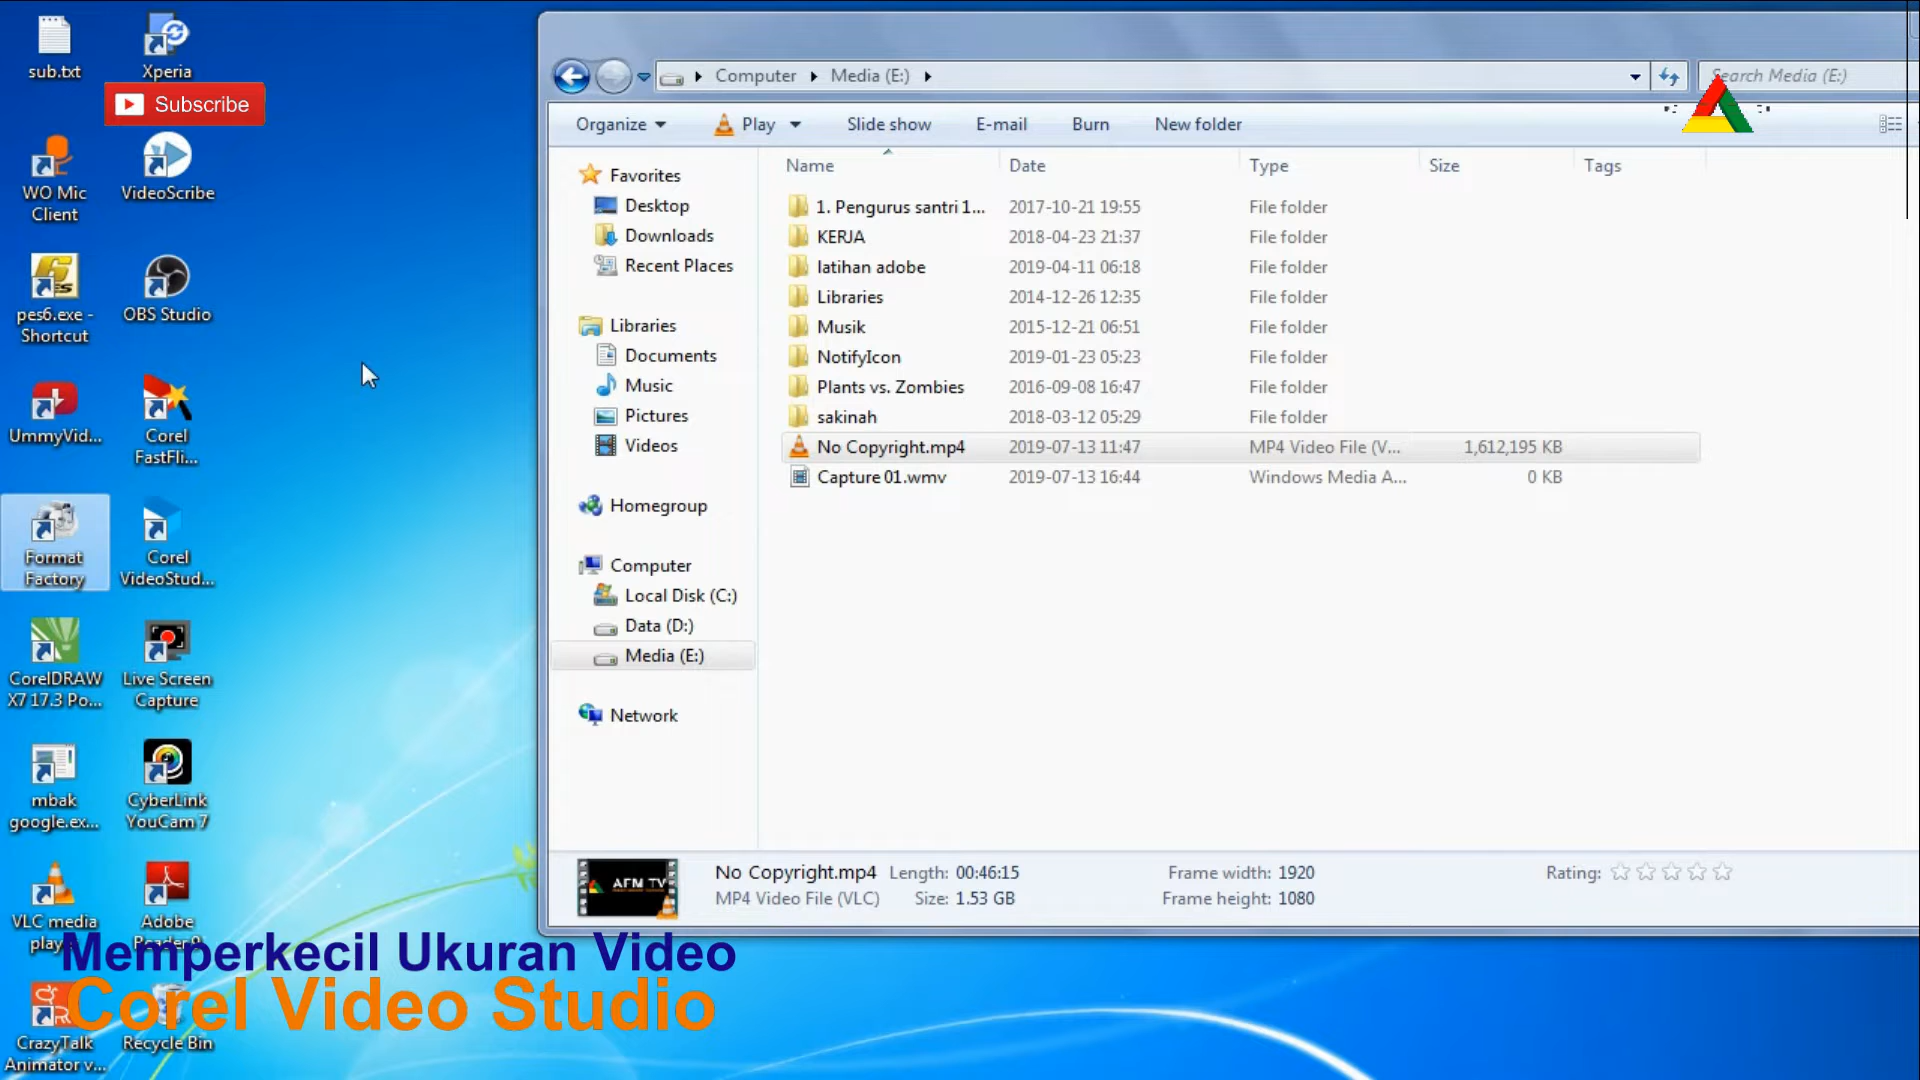 sub.txt
Xperia
Subscribe
WO Mic
Client
VideoScribe
pes6.exe -
Shortcut
OBS Studio
UmmyVid...
Corel
FastFli...
Format
Factory
Corel
VideoStud...
CorelDRAW
X7 17.3 Po...
Live Screen
Capture
mbak
google.ex...
CyberLink
YouCam 7
VLC media
Adobe
CrazyTalk
Animator v...
Recycle Bin
Memperkecil Ukuran Video
Corel Video Studio
Computer Media (E:)
Search Media (E:)
Organize Play Slide show E-mail Burn New folder
Favorites
Desktop
Downloads
Recent Places
Libraries
Documents
Music
Pictures
Videos
Homegroup
Computer
Local Disk (C:)
Data (D:)
Media (E:)
Network
Name Date Type Size Tags
1. Pengurus santri 1... 2017-10-21 19:55 File folder
KERJA 2018-04-23 21:37 File folder
latihan adobe 2019-04-11 06:18 File folder
Libraries 2014-12-26 12:35 File folder
Musik 2015-12-21 06:51 File folder
NotifyIcon 2019-01-23 05:23 File folder
Plants vs. Zombies 2016-09-08 16:47 File folder
sakinah 2018-03-12 05:29 File folder
No Copyright.mp4 2019-07-13 11:47 MP4 Video File (V... 1,612,195 KB
Capture 01.wmv 2019-07-13 16:44 Windows Media A... 0 KB
AFM TV
No Copyright.mp4 Length: 00:46:15 Frame width: 1920 Rating:
MP4 Video File (VLC) Size: 1.53 GB Frame height: 1080